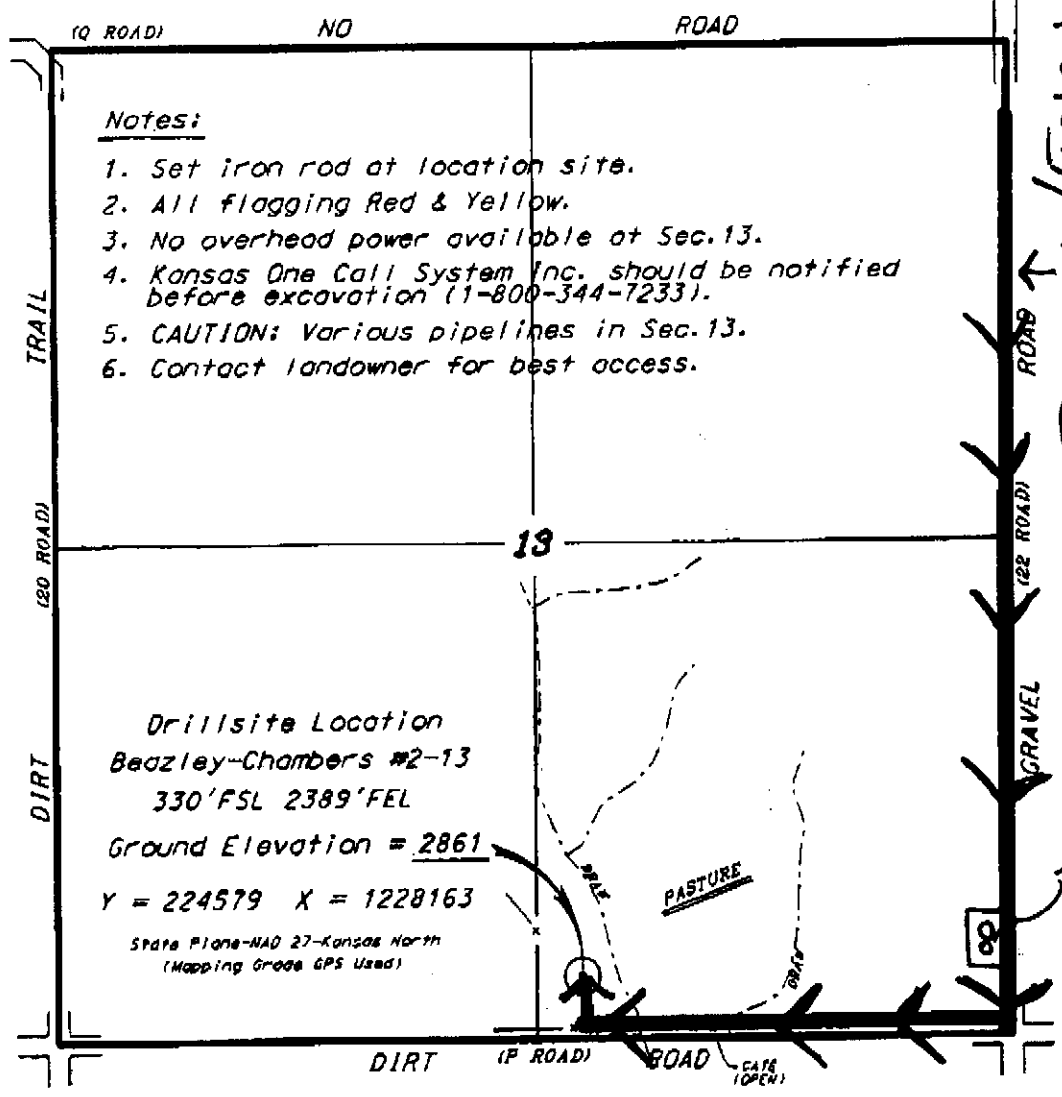 (Q ROAD) NO ROAD
Notes:
1. Set iron rod at location site.
2. All flagging Red & Yellow.
3. No overhead power available at Sec.13.
4. Kansas One Call System Inc. should be notified
before excavation (1-800-344-7233).
5. CAUTION: Various pipelines in Sec.13.
6. Contact landowner for best access.
TRAIL
ROAD
(20 ROAD)
13
(22 ROAD)
DIRT
GRAVEL
Drillsite Location
Beazley-Chambers #2-13
330'FSL 2389'FEL
Ground Elevation = 2861
Y = 224579 X = 1228163
State Plane-NAD 27-Kansas North
(Mapping Grade GPS Used)
DRAW
PASTURE
DRAW
DIRT (P ROAD) ROAD
GATE
(OPEN)